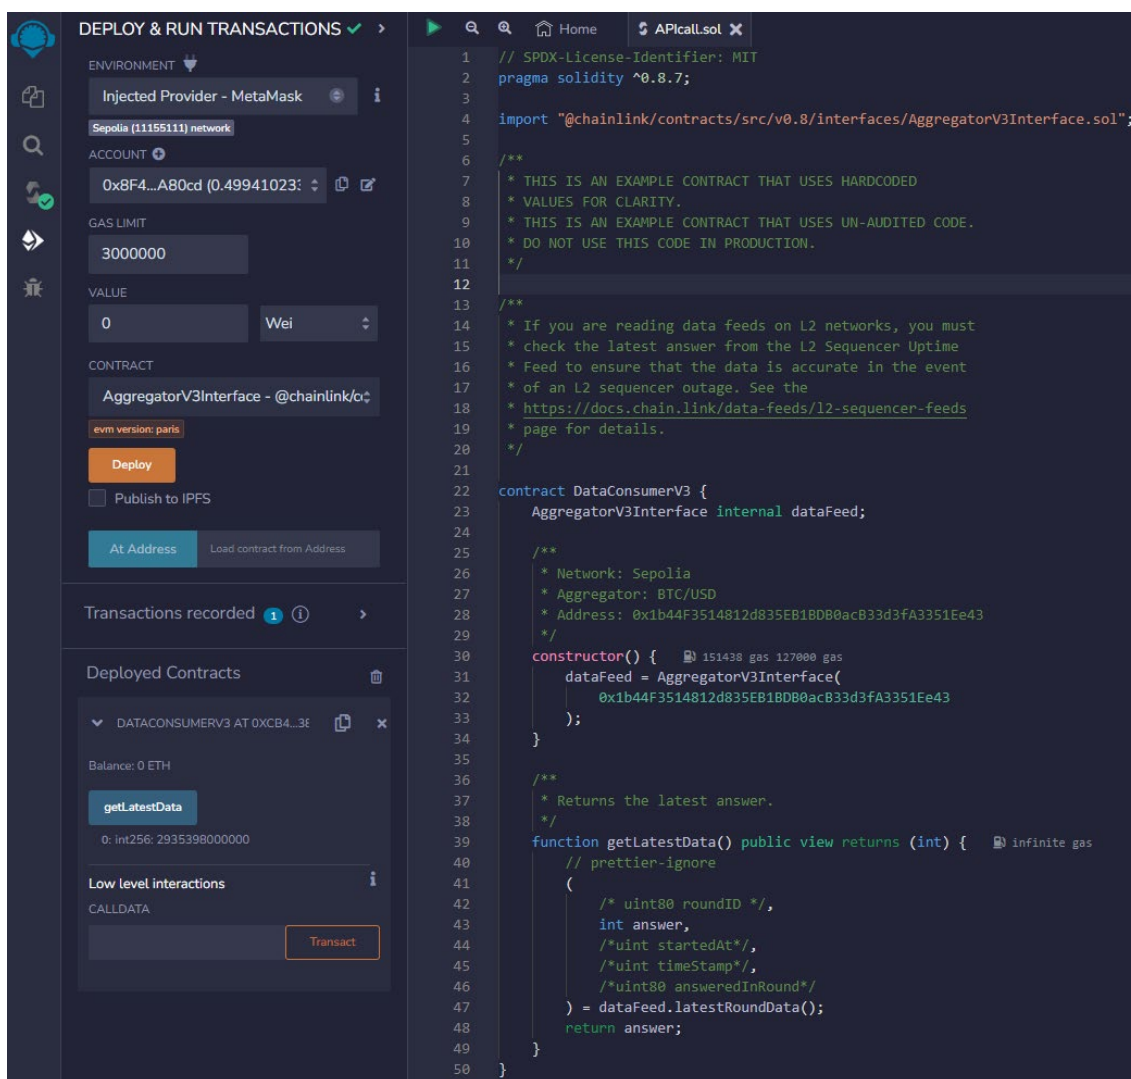 DEPLOY & RUN TRANSACTIONS
ENVIRONMENT
Injected Provider - MetaMask
Sepolia (11155111) network
ACCOUNT
0x8F4...A80cd (0.49941023
GAS LIMIT
3000000
VALUE
0
Wei
CONTRACT
AggregatorV3Interface - @chainlink/c
evm version: paris
Deploy
Publish to IPFS
At Address
Load contract from Address
Transactions recorded 1
Deployed Contracts
DATACONSUMERV3 AT 0XCB4...3
Balance: 0 ETH
getLatestData
0: int256: 2935398000000
Low level interactions
CALLDATA
Transact
Home
APIcall.sol
1 // SPDX-License-Identifier: MIT
2 pragma solidity ^0.8.7;
3
4 import "@chainlink/contracts/src/v0.8/interfaces/AggregatorV3Interface.sol";
5
6 /**
7 * THIS IS AN EXAMPLE CONTRACT THAT USES HARDCODED
8 * VALUES FOR CLARITY.
9 * THIS IS AN EXAMPLE CONTRACT THAT USES UN-AUDITED CODE.
10 * DO NOT USE THIS CODE IN PRODUCTION.
11 */
12
13 /**
14 * If you are reading data feeds on L2 networks, you must
15 * check the latest answer from the L2 Sequencer Uptime
16 * Feed to ensure that the data is accurate in the event
17 * of an L2 sequencer outage. See the
18 * https://docs.chain.link/data-feeds/l2-sequencer-feeds
19 * page for details.
20 */
21
22 contract DataConsumerV3 {
23 AggregatorV3Interface internal dataFeed;
24
25 /**
26 * Network: Sepolia
27 * Aggregator: BTC/USD
28 * Address: 0x1b44F3514812d835EB1BDB0acB33d3fA3351Ee43
29 */
30 constructor() { 151438 gas 127000 gas
31 dataFeed = AggregatorV3Interface(
32 0x1b44F3514812d835EB1BDB0acB33d3fA3351Ee43
33 );
34 }
35
36 /**
37 * Returns the latest answer.
38 */
39 function getLatestData() public view returns (int) { infinite gas
40 // prettier-ignore
41 (
42 /* uint80 roundID */,
43 int answer,
44 /*uint startedAt*/,
45 /*uint timeStamp*/,
46 /*uint80 answeredInRound*/
47 ) = dataFeed.latestRoundData();
48 return answer;
49 }
50 }